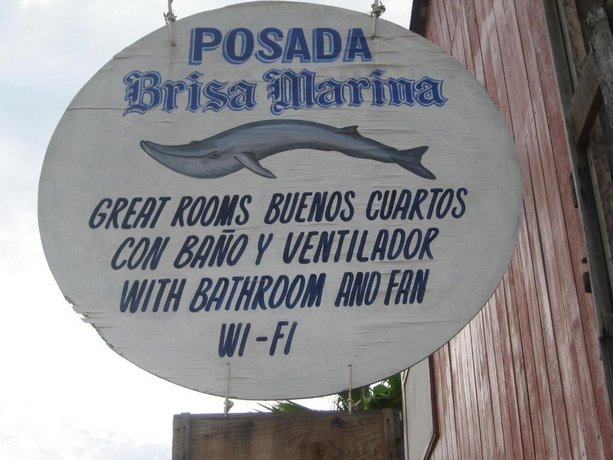 POSADA
Brisa Marina
GREAT ROOMS BUENOS CUARTOS
CON BAÑO Y VENTILADOR
WITH BATHROOM AND FAN
WI-FI